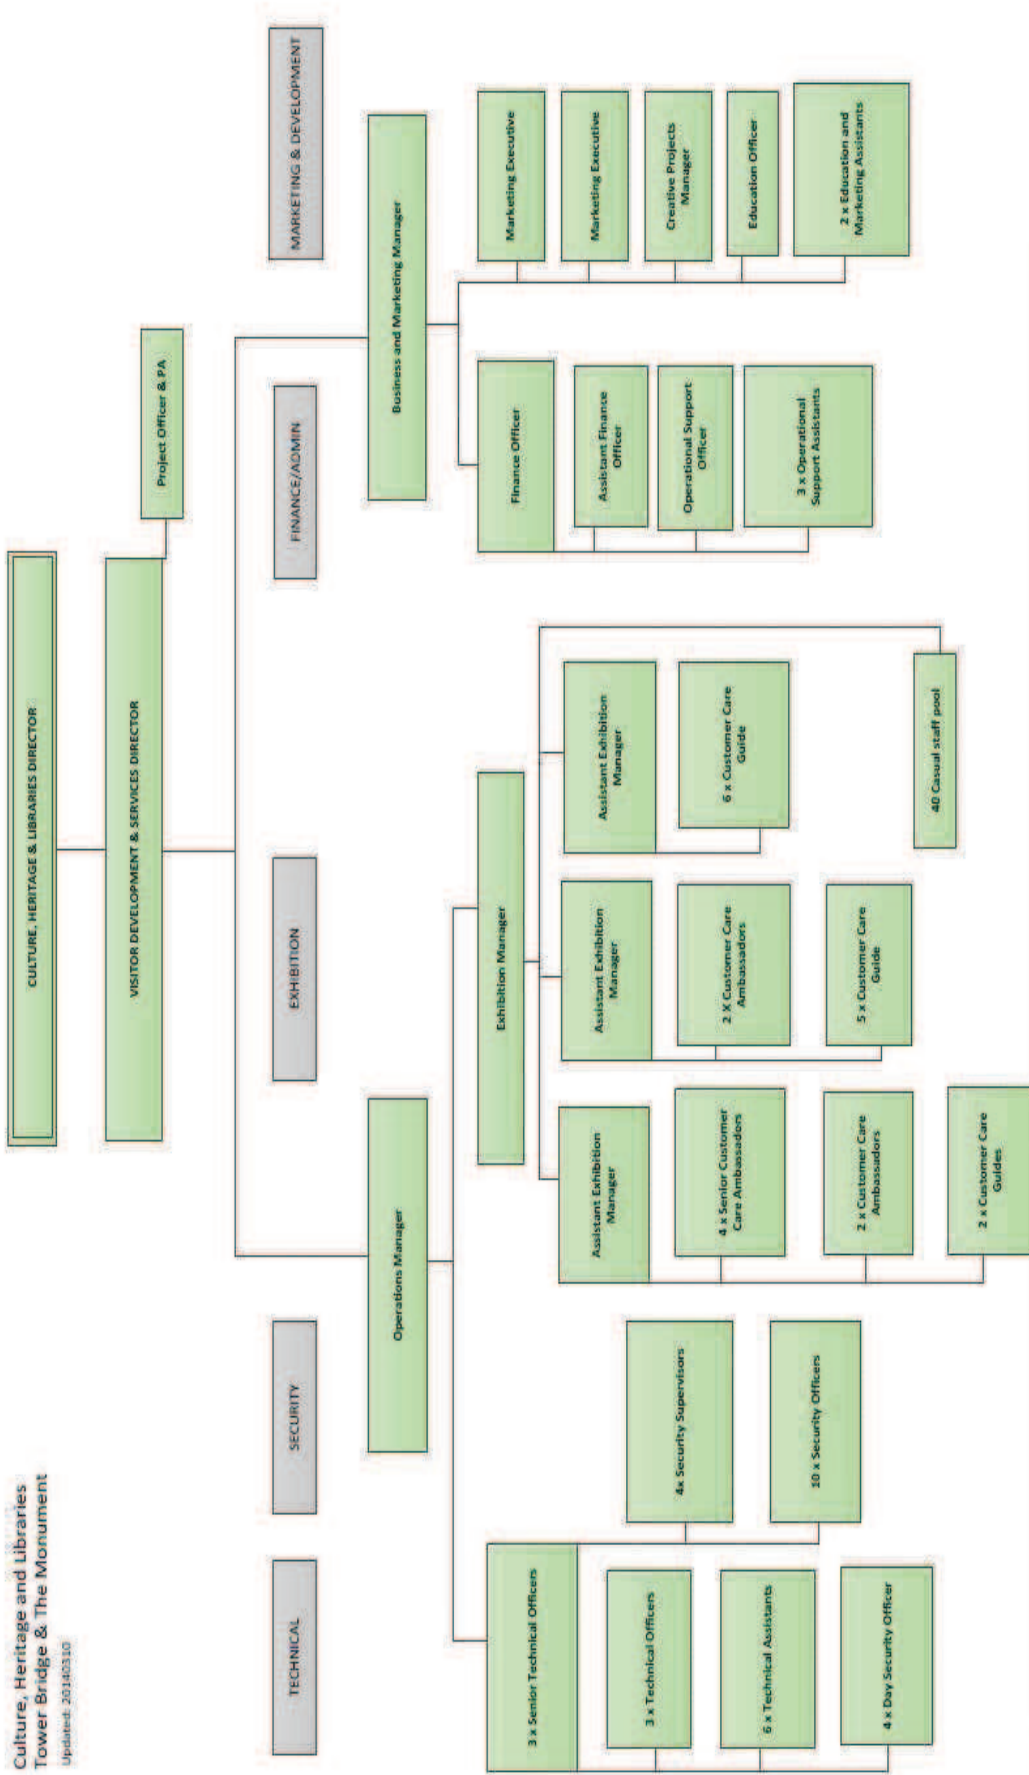 Culture, Heritage and Libraries
Tower Bridge & The Monument
Updated: 20140310
CULTURE, HERITAGE & LIBRARIES DIRECTOR
VISITOR DEVELOPMENT & SERVICES DIRECTOR
Project Officer & PA
TECHNICAL
SECURITY
EXHIBITION
FINANCE/ADMIN
MARKETING & DEVELOPMENT
Operations Manager
Business and Marketing Manager
3 x Senior Technical Officers
3 x Technical Officers
6 x Technical Assistants
4 x Day Security Officer
4x Security Supervisors
10 x Security Officers
Exhibition Manager
Assistant Exhibition
Manager
4 x Senior Customer
Care Ambassadors
2 x Customer Care
Ambassadors
2 x Customer Care
Guides
Assistant Exhibition
Manager
2 X Customer Care
Ambassadors
5 x Customer Care
Guide
Assistant Exhibition
Manager
6 x Customer Care
Guide
40 Casual staff pool
Finance Officer
Assistant Finance
Officer
Operational Support
Officer
3 x Operational
Support Assistants
Marketing Executive
Marketing Executive
Creative Projects
Manager
Education Officer
2 x Education and
Marketing Assistants